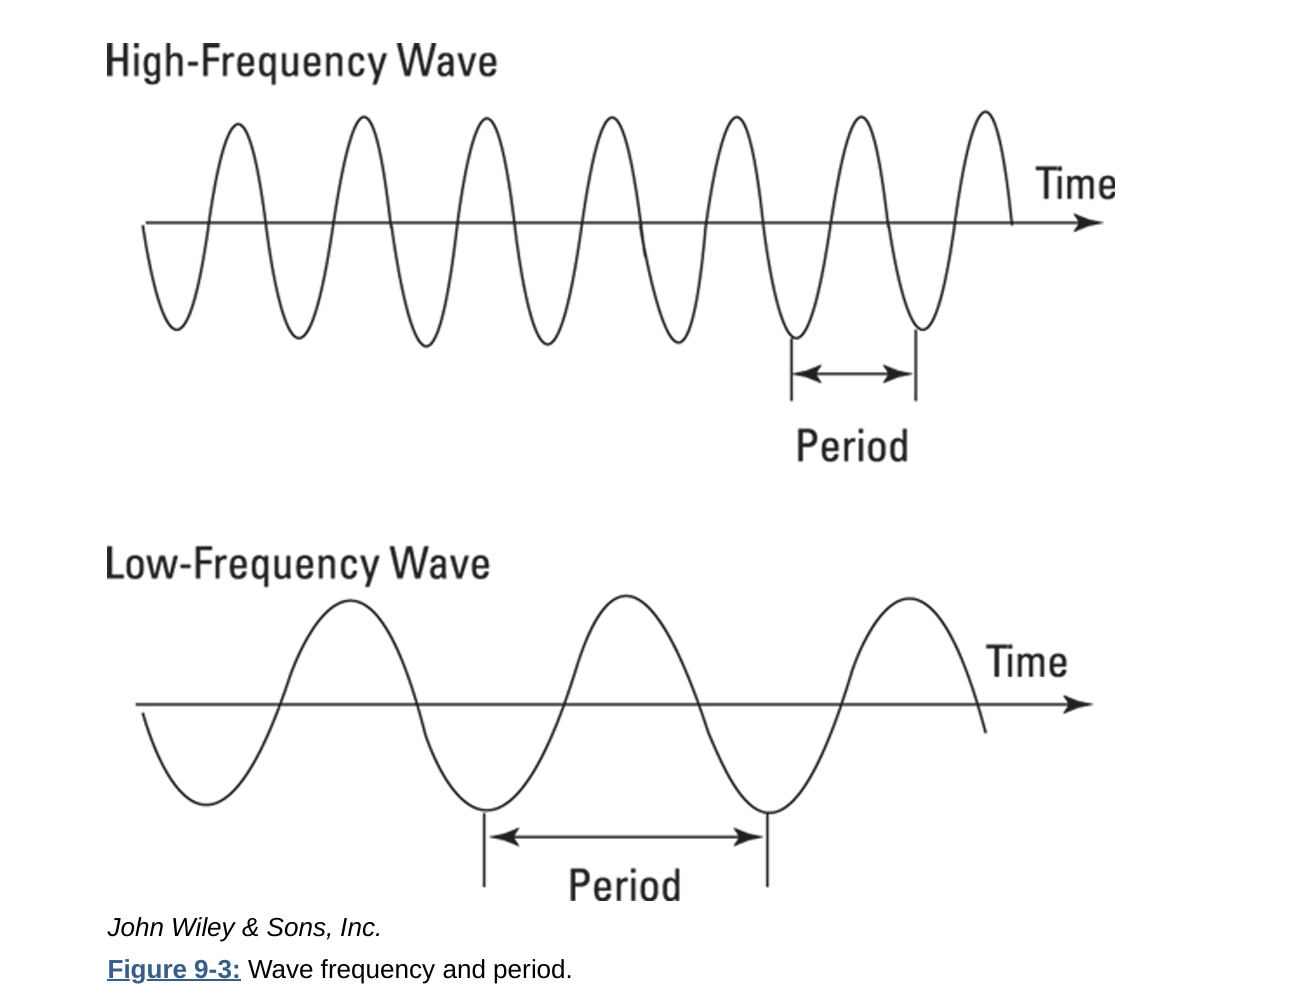 High-Frequency Wave
Time
Period
Low-Frequency Wave
Time
Period
John Wiley & Sons, Inc.
Figure 9-3: Wave frequency and period.